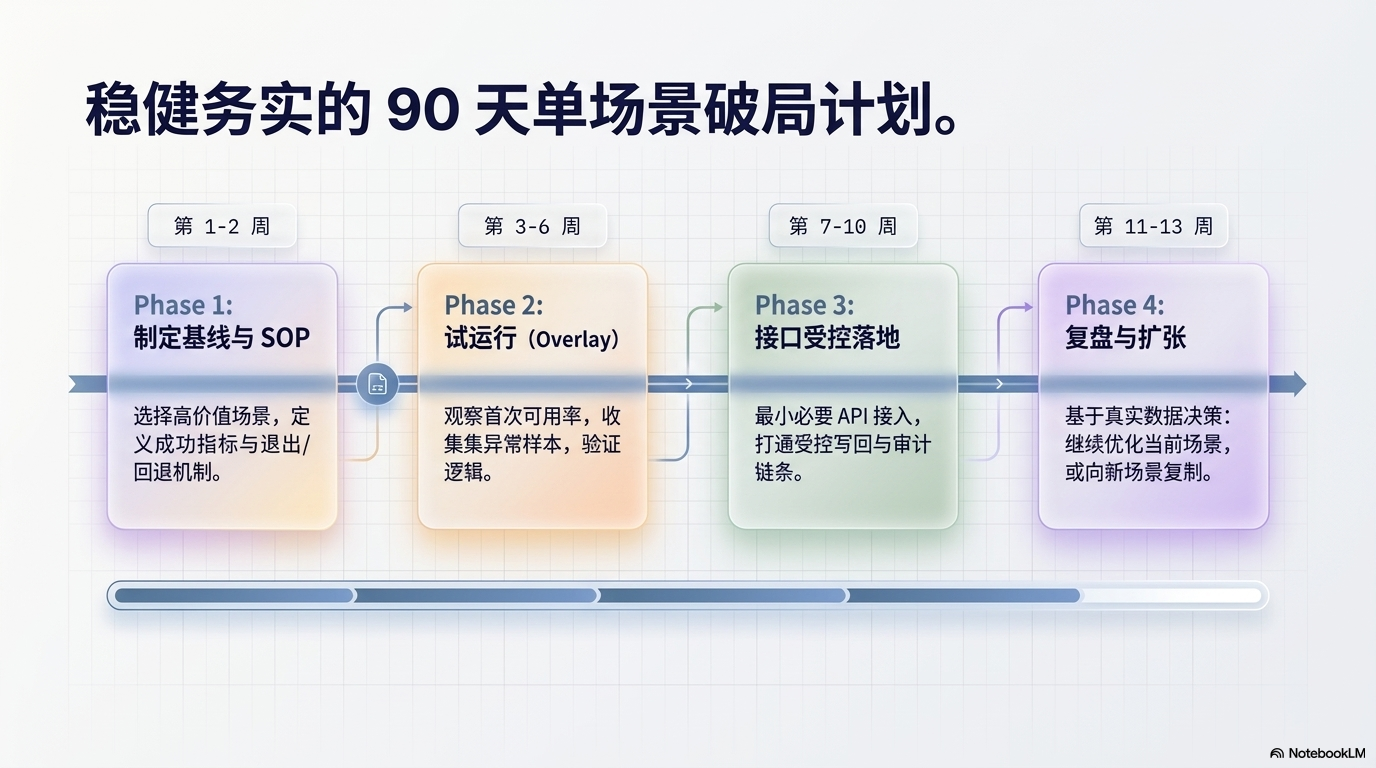 稳健务实的 90 天单场景破局计划。
第 1-2 周
Phase 1:
制定基线与 SOP
选择高价值场景，定
义成功指标与退出/
回退机制。
第 3-6 周
Phase 2:
试运行（Overlay）
观察首次可用率，收
集集异常样本，验证
逻辑。
第 7-10 周
Phase 3:
接口受控落地
最小必要 API 接入，
打通受控写回与审计
链条。
第 11-13 周
Phase 4:
复盘与扩张
基于真实数据决策：
继续优化当前场景，
或向新场景复制。
NotebookLM